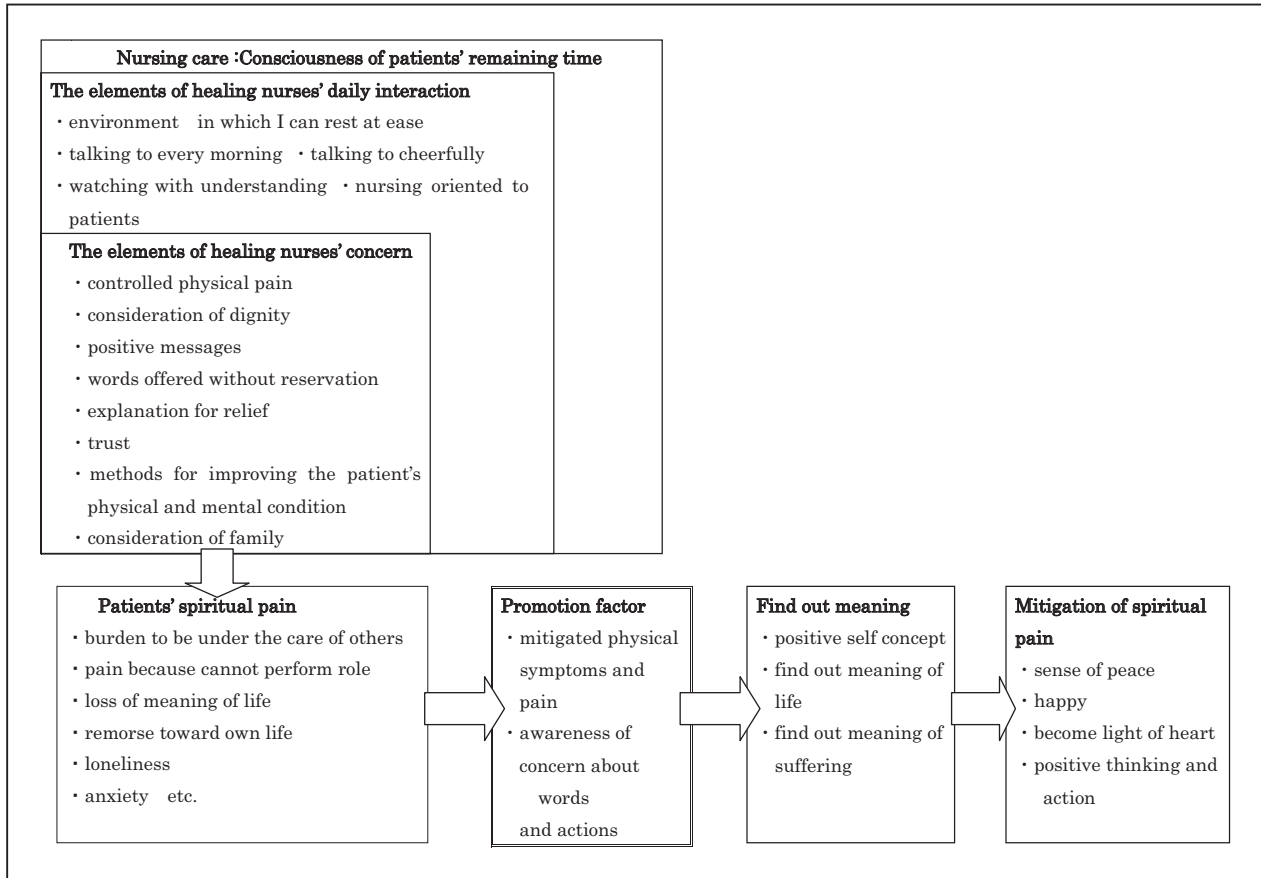 Nursing care :Consciousness of patients’ remaining time
The elements of healing nurses’ daily interaction
・environment in which I can rest at ease
・talking to every morning ・talking to cheerfully
・watching with understanding ・nursing oriented to
patients
The elements of healing nurses’ concern
・controlled physical pain
・consideration of dignity
・positive messages
・words offered without reservation
・explanation for relief
・trust
・methods for improving the patient’s
physical and mental condition
・consideration of family
Patients’ spiritual pain
・burden to be under the care of others
・pain because cannot perform role
・loss of meaning of life
・remorse toward own life
・loneliness
・anxiety etc.
Promotion factor
・mitigated physical
symptoms and
pain
・awareness of
concern about
words
and actions
Find out meaning
・positive self concept
・find out meaning of
life
・find out meaning of
suffering
Mitigation of spiritual
pain
・sense of peace
・happy
・become light of heart
・positive thinking and
action